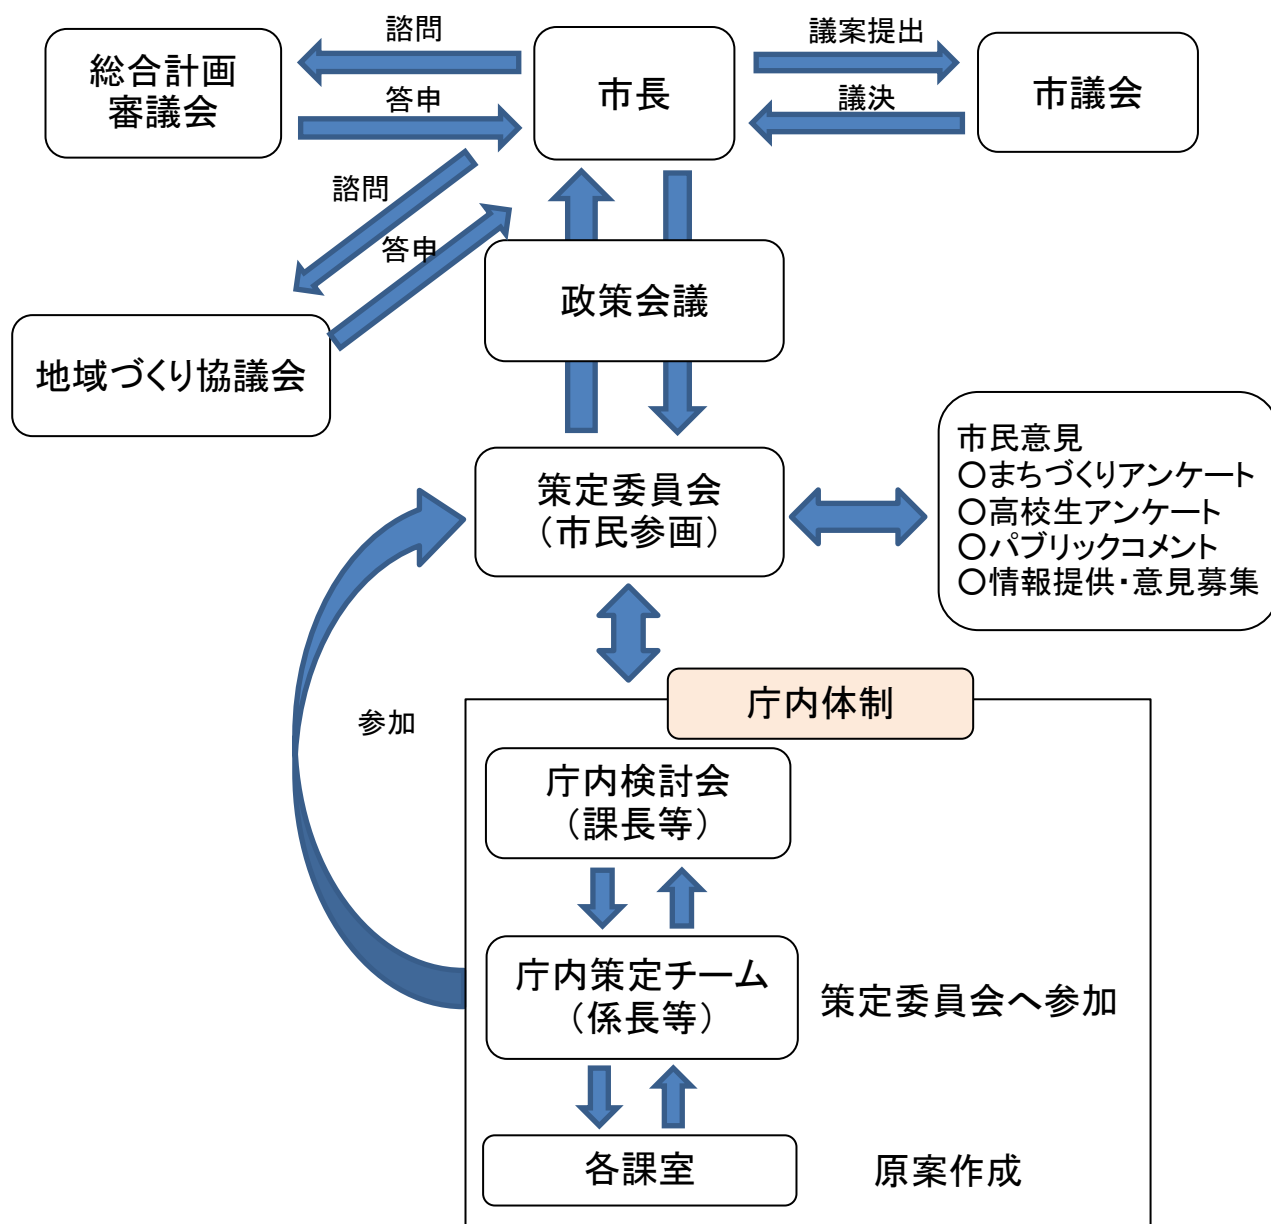 諮問
議案提出
総合計画
審議会
市長
市議会
答申
議決
諮問
答申
政策会議
地域づくり協議会
市民意見
○まちづくりアンケート
○高校生アンケート
○パブリックコメント
○情報提供・意見募集
策定委員会
（市民参画）
庁内体制
参加
庁内検討会
（課長等）
庁内策定チーム
（係長等）
策定委員会へ参加
各課室
原案作成